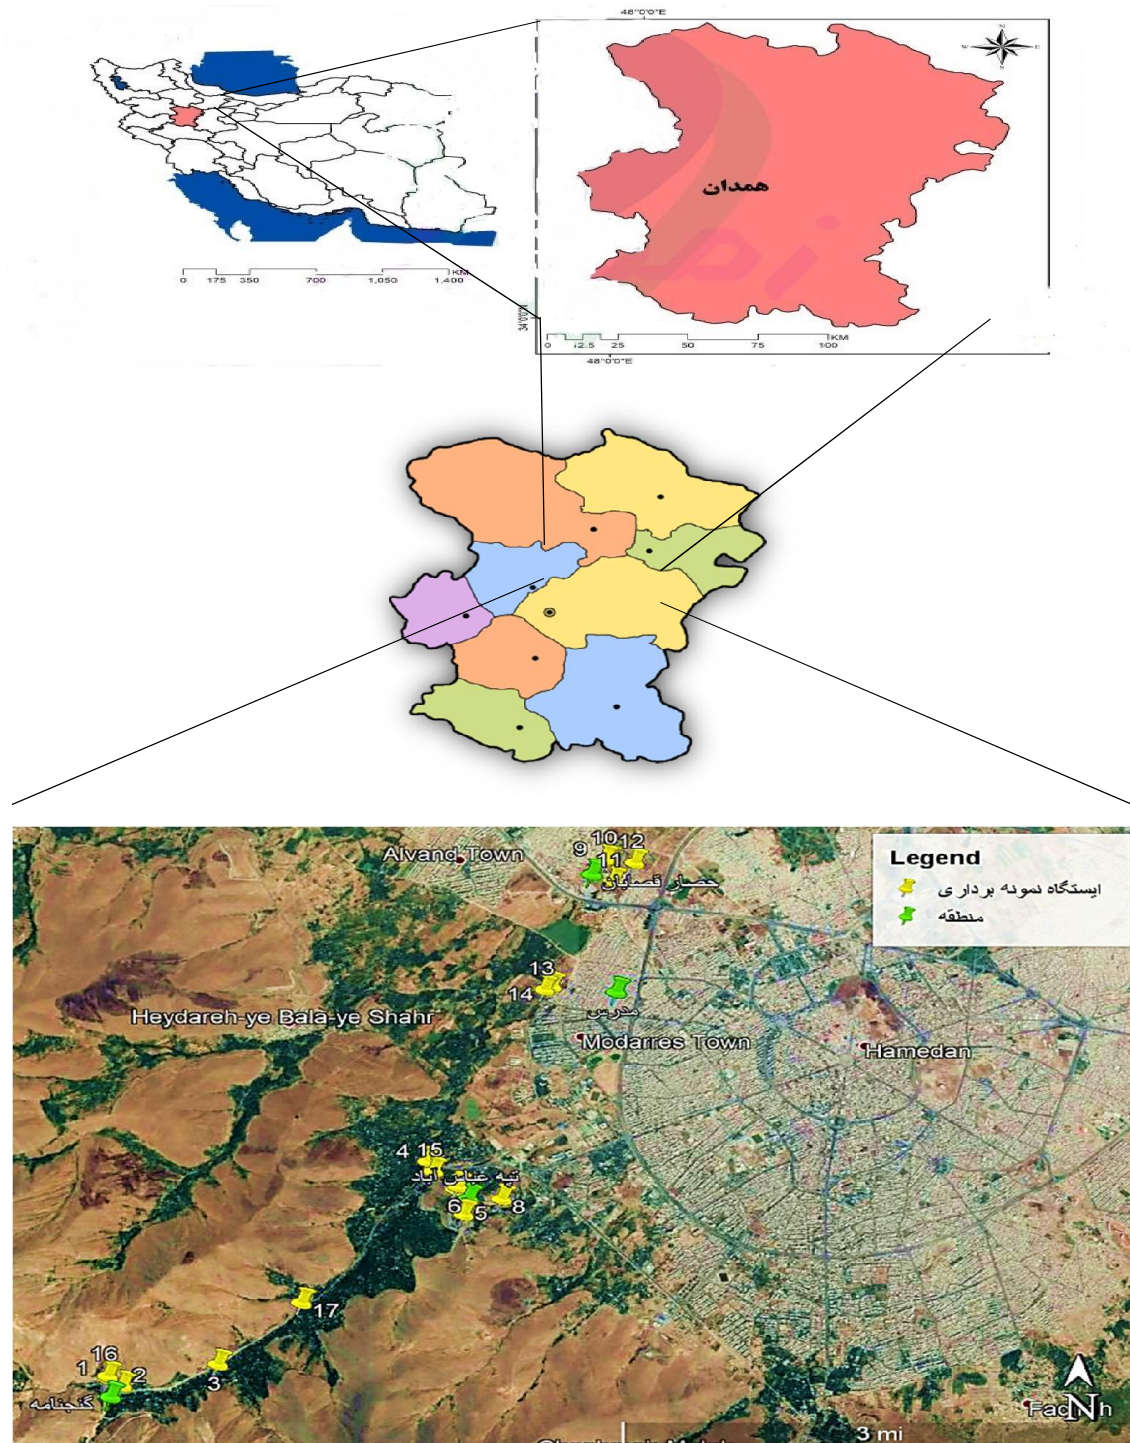 48°0'0"E
W
N
E
S
همدان
34°0'0"N
0 175 350 700 1,050 1,400 KM
0 12.5 25 50 75 100 KM
48°0'0"E
Legend
ایستگاه نمونه برداری
منطقه
10
12
9
11
Alvand Town
حصار قصابان
13
14
مدرس
Heydareh-ye Bala-ye Shahr
Modarres Town
Hamedan
4
15
تپه عباس آباد
6
5
8
17
16
1
2
3
گنجنامه
N
3 mi